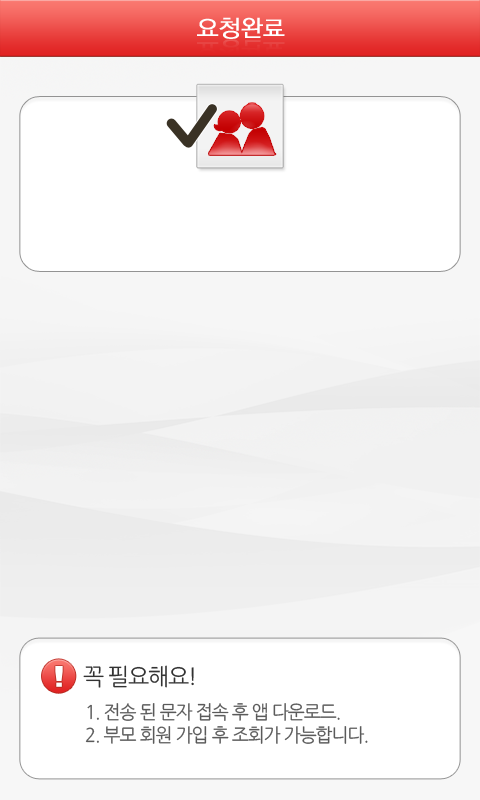 요청완료
꼭 필요해요!
1. 전송 된 문자 접속 후 앱 다운로드.
2. 부모 회원 가입 후 조회가 가능합니다.